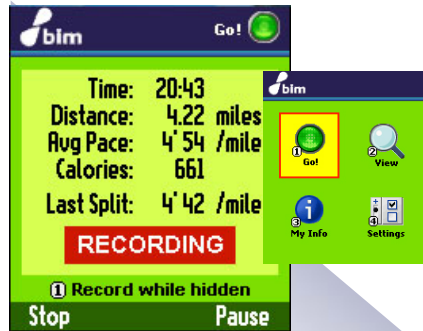 bim Go!
Time: 20:43
Distance: 4.22 miles
Avg Pace: 4'54 /mile
Calories: 661
Last Split: 4'42 /mile
RECORDING
1 Record while hidden
Stop Pause
bim
1 Go!
2 View
3 My Info
4 Settings